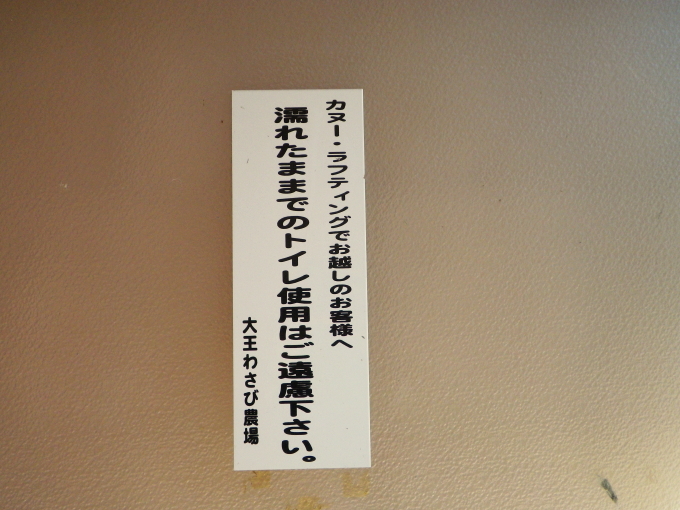 カヌー・ラフティングでお越しのお客様へ
濡れたままでのトイレ使用はご遠慮下さい。
大王わさび農場